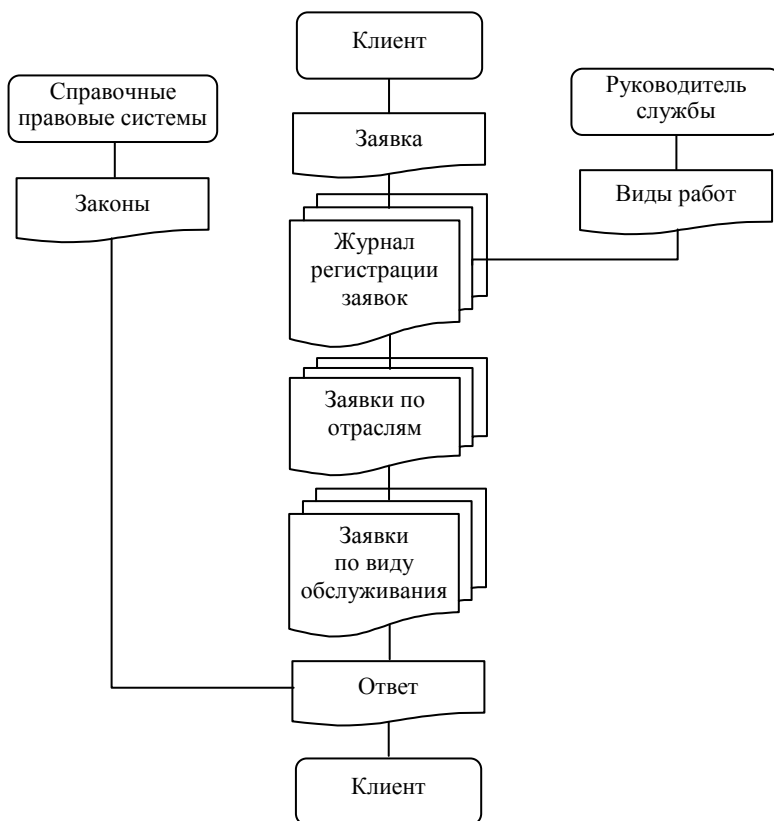 Клиент
Справочные
правовые системы
Руководитель
службы
Заявка
Законы
Виды работ
Журнал
регистрации
заявок
Заявки по
отраслям
Заявки
по виду
обслуживания
Ответ
Клиент